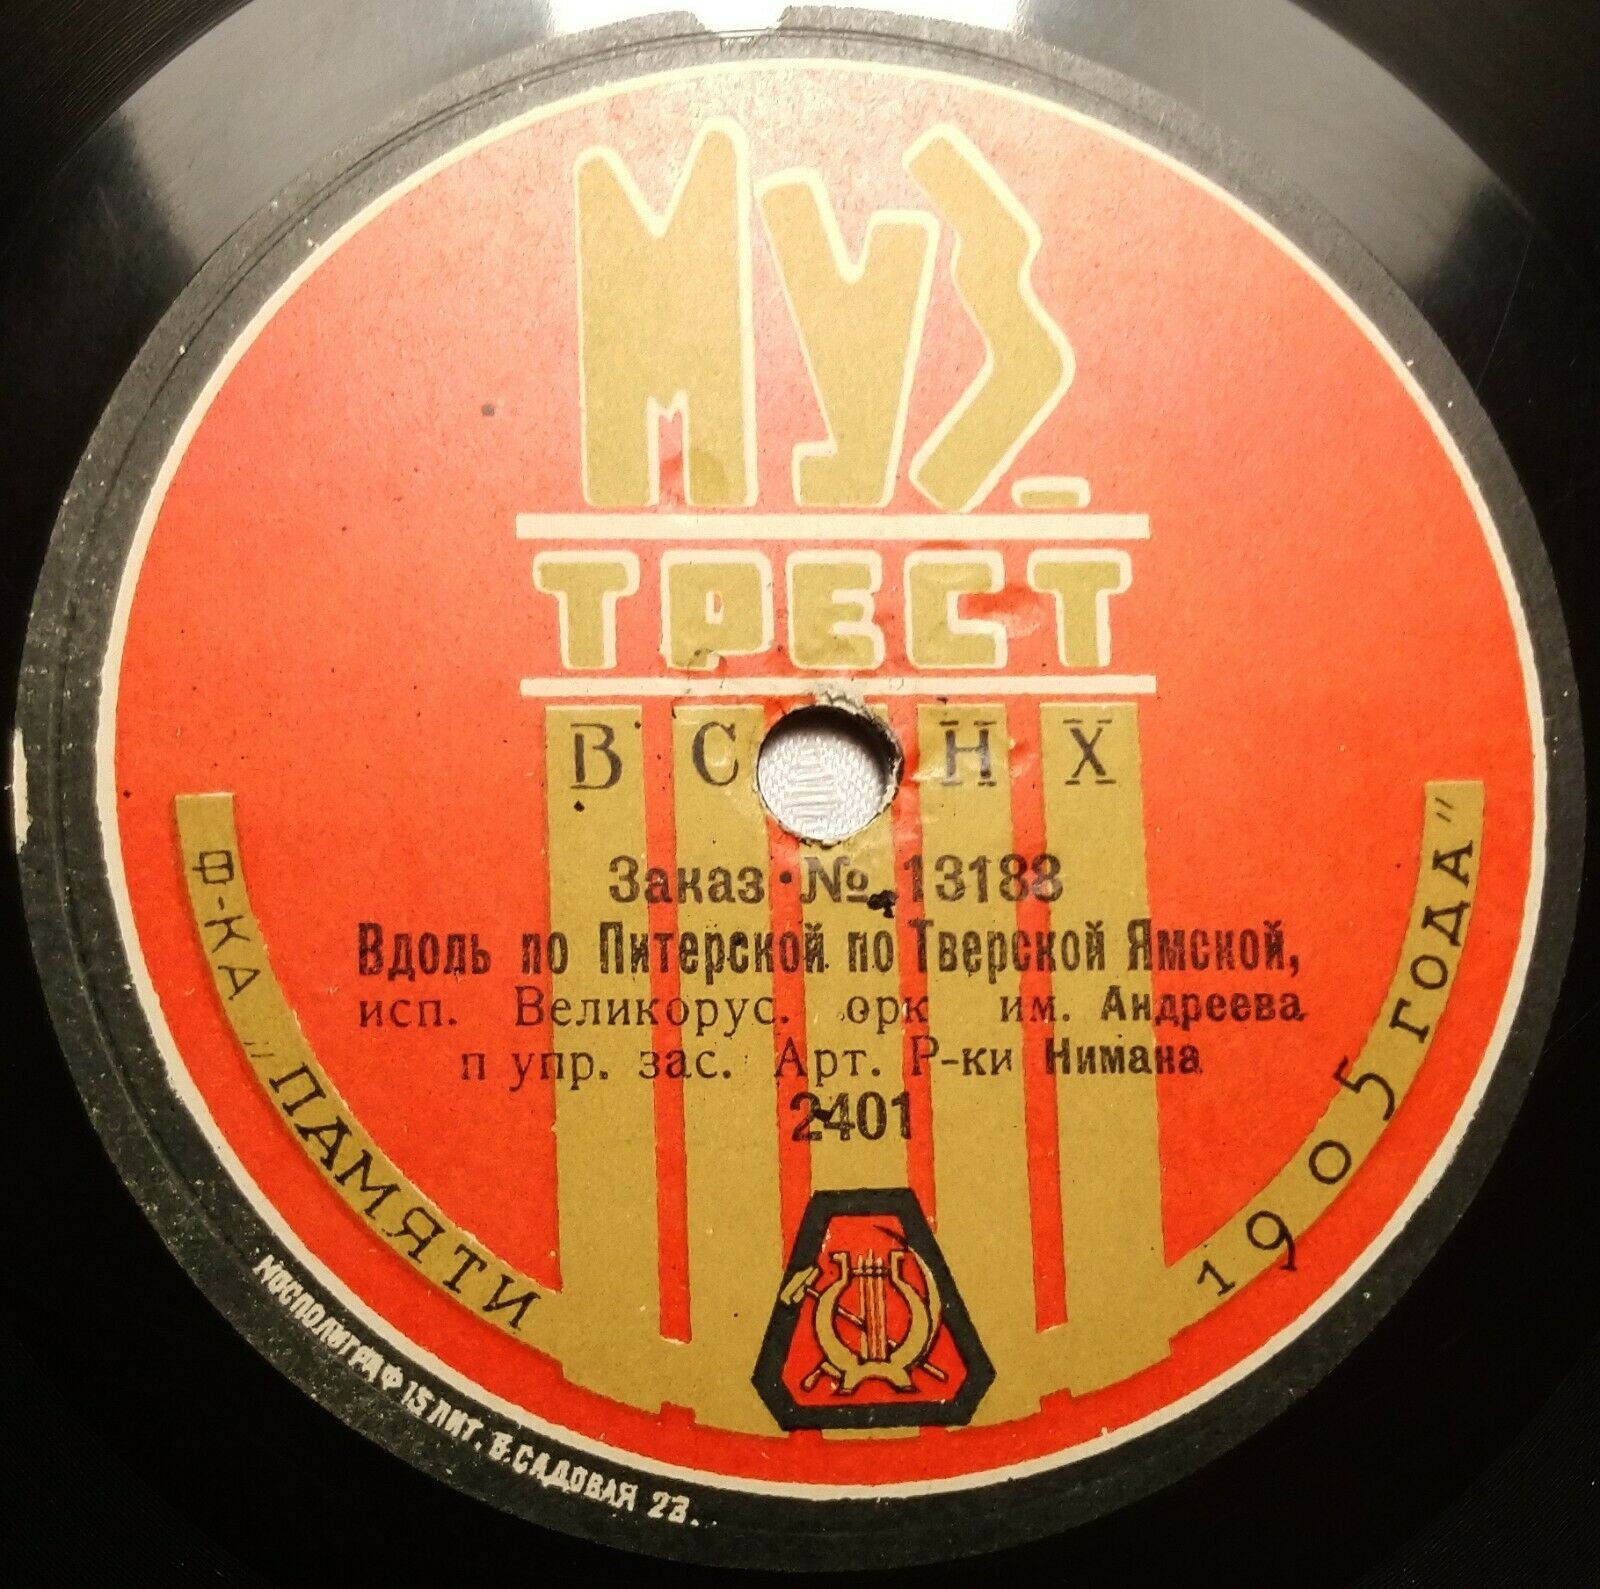 МУЗ-
ТРЕСТ
В С Н Х
Заказ № 13188
Вдоль по Питерской по Тверской Ямской,
исп. Великорус. орк им. Андреева
п упр. зас. Арт. Р-ки Нимана
2401
Ф-КА „ПАМЯТИ 1905 ГОДА"
МОСПОЛИГРАФ 15 ЛИТ. Б. САДОВАЯ 23.